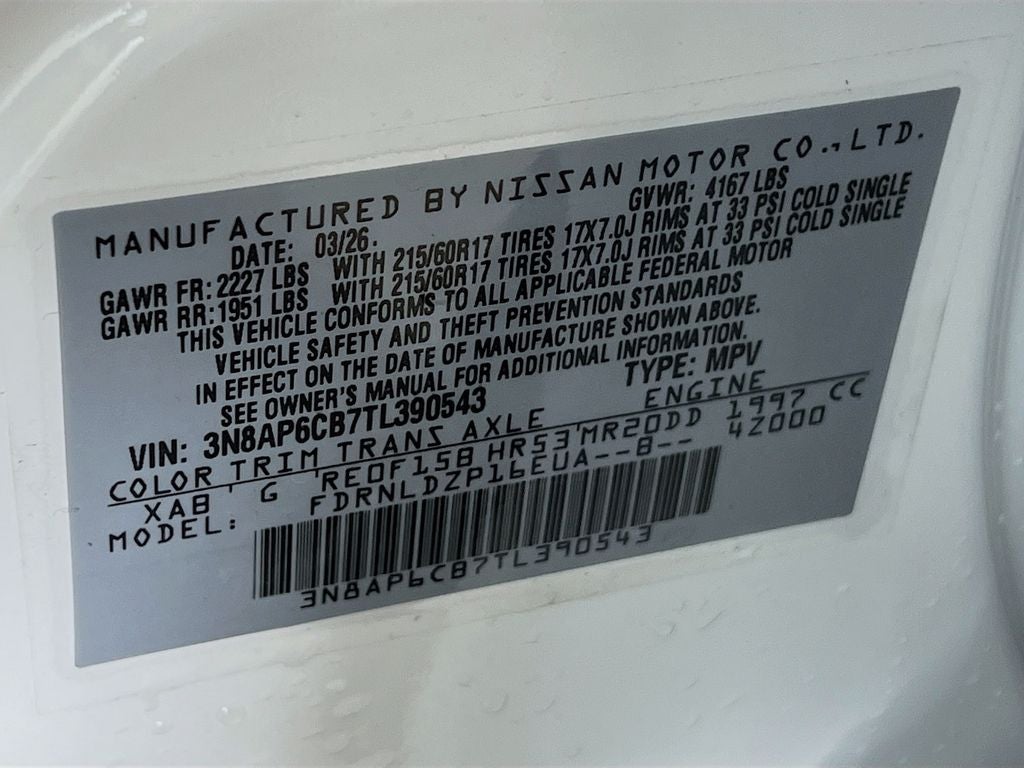 MANUFACTURED BY NISSAN MOTOR CO., LTD.
DATE: 03/26. GVWR: 4167 LBS
GAWR FR: 2227 LBS WITH 215/60R17 TIRES 17X7.0J RIMS AT 33 PSI COLD SINGLE
GAWR RR: 1951 LBS WITH 215/60R17 TIRES 17X7.0J RIMS AT 33 PSI COLD SINGLE
THIS VEHICLE CONFORMS TO ALL APPLICABLE FEDERAL MOTOR
VEHICLE SAFETY AND THEFT PREVENTION STANDARDS
IN EFFECT ON THE DATE OF MANUFACTURE SHOWN ABOVE.
SEE OWNER'S MANUAL FOR ADDITIONAL INFORMATION.
VIN: 3N8AP6CB7TL390543 TYPE: MPV
COLOR TRIM TRANS AXLE ENGINE
XAB ' G 'RE0F15B HR53'MR20DD 1997 CC
MODEL: FDRNLDZP16EUA--B-- 4Z000
3N8AP6CB7TL390543